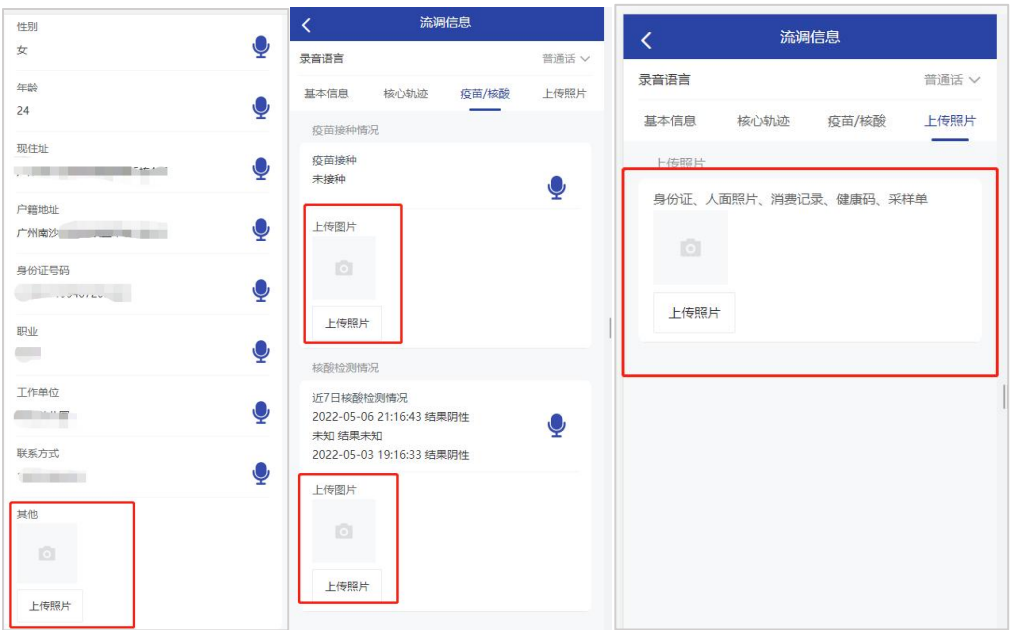 性别
女
年龄
24
现住址
户籍地址
广州南沙
身份证号码
职业
工作单位
联系方式
其他
上传照片
流调信息
录音语言
普通话
基本信息
核心轨迹
疫苗/核酸
上传照片
疫苗接种情况
疫苗接种
未接种
上传图片
上传照片
核酸检测情况
近7日核酸检测情况
2022-05-06 21:16:43 结果阴性
未知 结果未知
2022-05-03 19:16:33 结果阴性
上传图片
上传照片
流调信息
录音语言
普通话
基本信息
核心轨迹
疫苗/核酸
上传照片
上传照片
身份证、人面照片、消费记录、健康码、采样单
上传照片